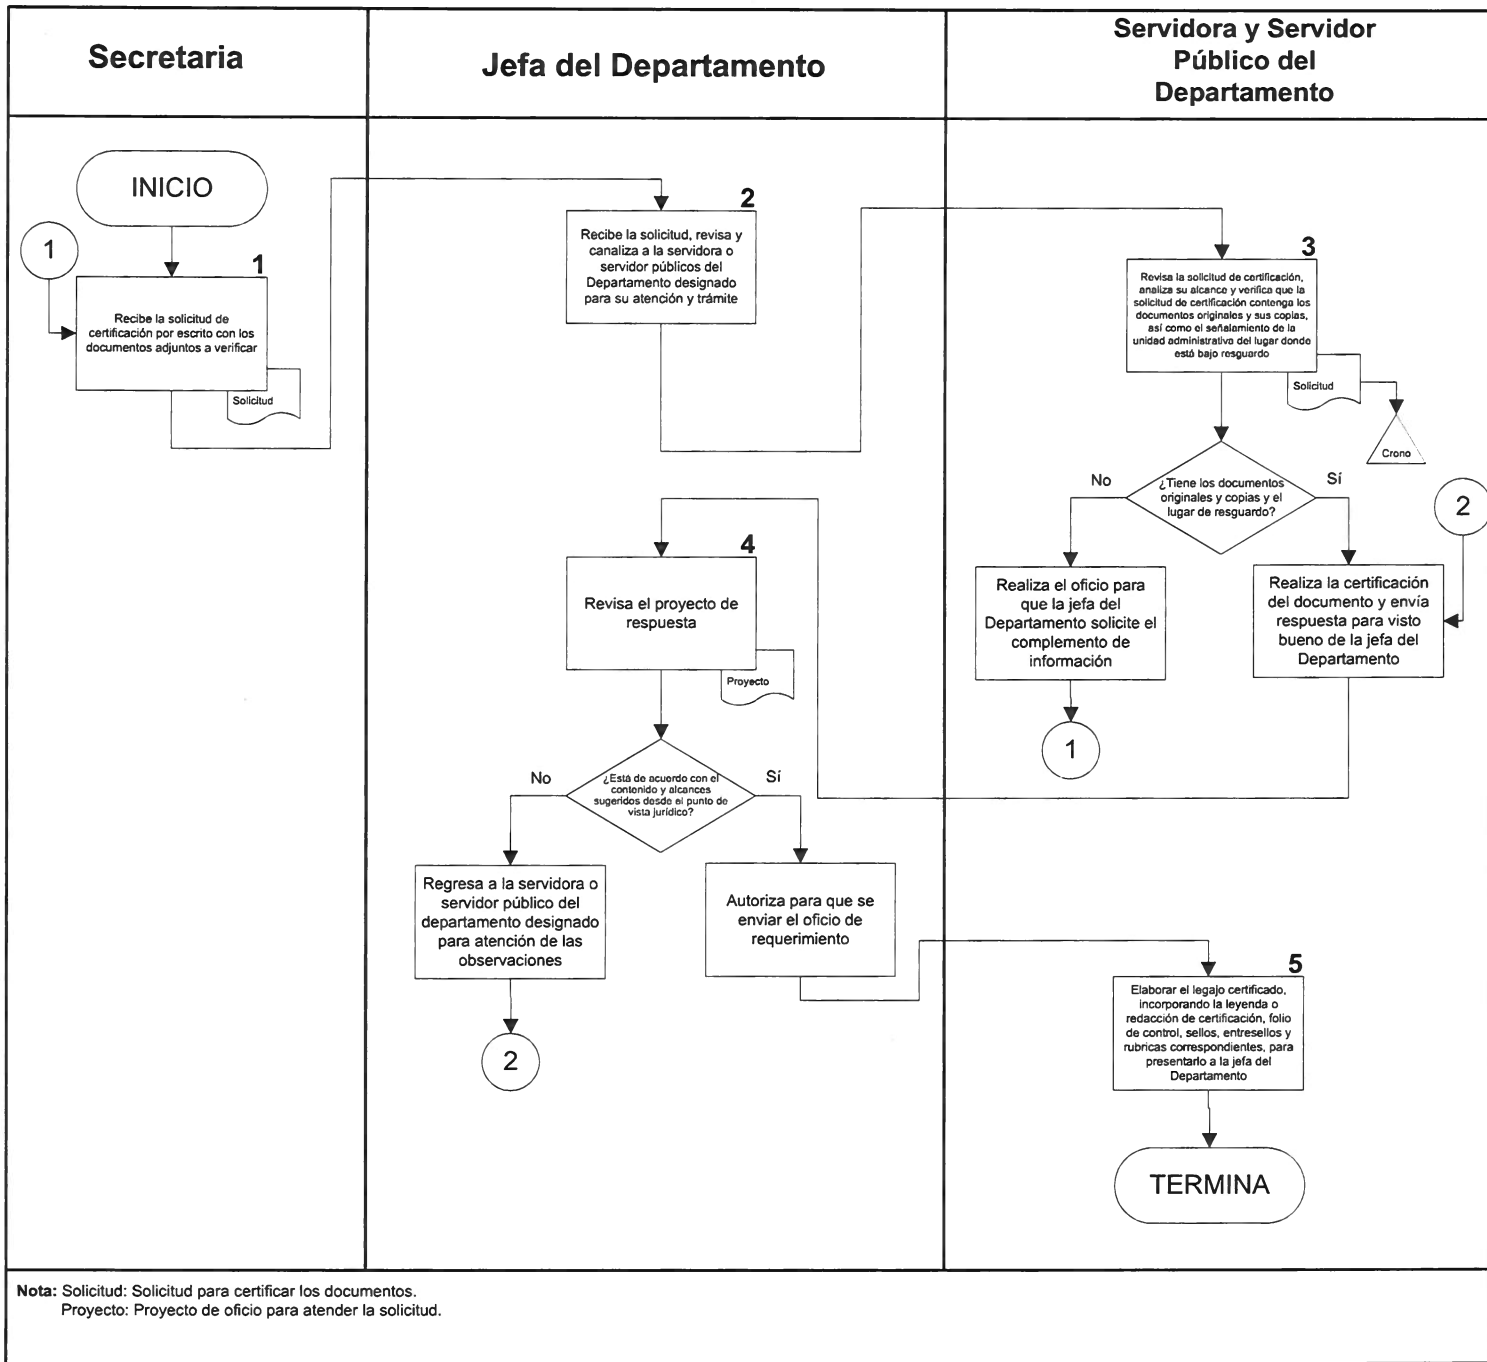 Secretaria
Jefa del Departamento
Servidora y Servidor
Público del
Departamento
INICIO
1
1
Recibe la solicitud de
certificación por escrito con los
documentos adjuntos a verificar
Solicitud
2
Recibe la solicitud, revisa y
canaliza a la servidora o
servidor públicos del
Departamento designado
para su atención y trámite
3
Revisa la solicitud de certificación,
analiza su alcance y verifica que la
solicitud de certificación contenga los
documentos originales y sus copias,
así como el señalamiento de la
unidad administrativa del lugar donde
está bajo resguardo
Solicitud
Crono
No
¿Tiene los documentos
originales y copias y el
lugar de resguardo?
Sí
2
Realiza el oficio para
que la jefa del
Departamento solicite el
complemento de
información
1
Realiza la certificación
del documento y envía
respuesta para visto
bueno de la jefa del
Departamento
4
Revisa el proyecto de
respuesta
Proyecto
No
¿Está de acuerdo con el
contenido y alcances
sugeridos desde el punto de
vista jurídico?
Sí
Regresa a la servidora o
servidor público del
departamento designado
para atención de las
observaciones
2
Autoriza para que se
enviar el oficio de
requerimiento
5
Elaborar el legajo certificado,
incorporando la leyenda o
redacción de certificación, folio
de control, sellos, entresellos y
rubricas correspondientes, para
presentarlo a la jefa del
Departamento
TERMINA
Nota: Solicitud: Solicitud para certificar los documentos.
Proyecto: Proyecto de oficio para atender la solicitud.